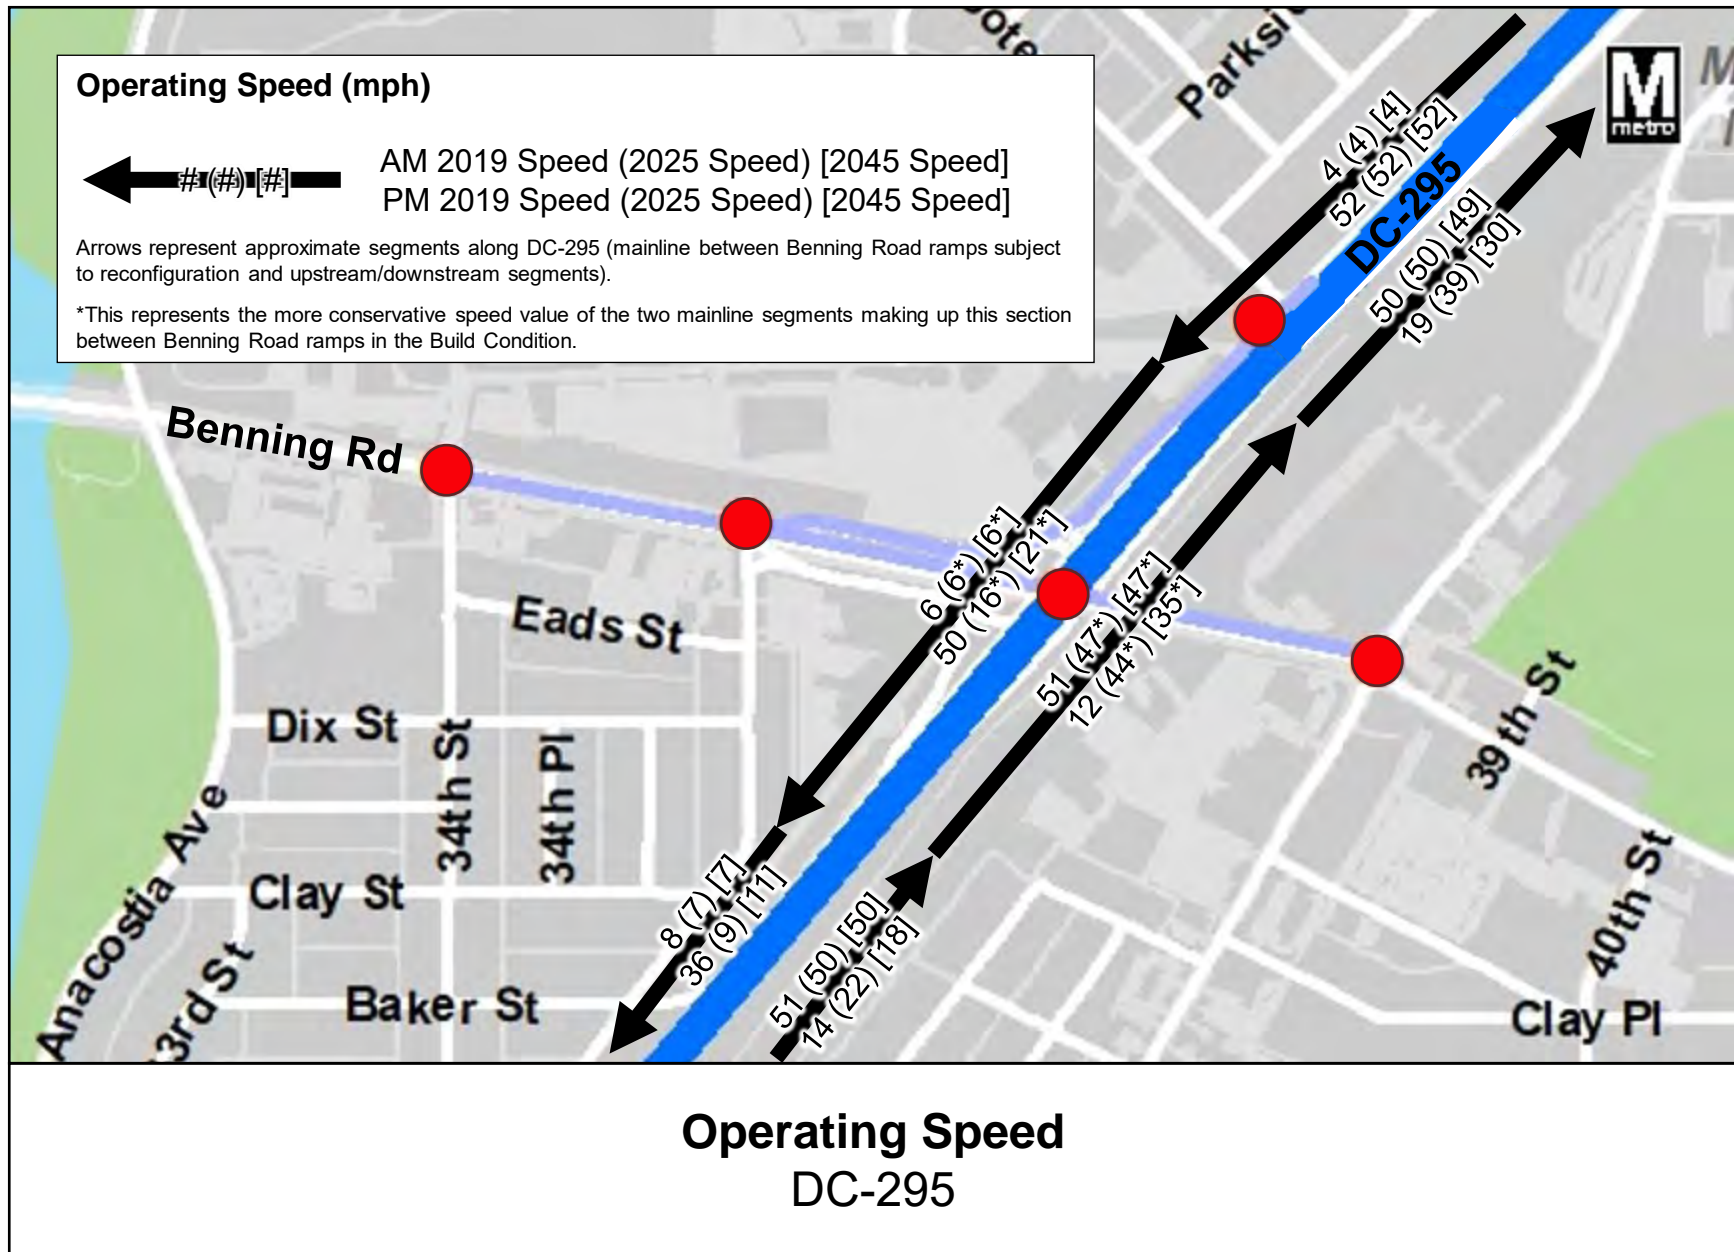 Operating Speed (mph)
# (#) [#]
AM 2019 Speed (2025 Speed) [2045 Speed]
PM 2019 Speed (2025 Speed) [2045 Speed]
Arrows represent approximate segments along DC-295 (mainline between Benning Road ramps subject
to reconfiguration and upstream/downstream segments).
*This represents the more conservative speed value of the two mainline segments making up this section
between Benning Road ramps in the Build Condition.
M
metro
4 (4) [4]
52 (52) [52]
DC-295
50 (50) [49]
19 (39) [30]
Benning Rd
6 (6*) [6*]
50 (16*) [21*]
51 (47*) [47*]
12 (44*) [35*]
Eads St
Dix St
34th St
34th Pl
39th St
Anacostia Ave
Clay St
8 (7) [7]
36 (9) [11]
51 (50) [50]
14 (22) [18]
40th St
Baker St
Clay Pl
Operating Speed
DC-295